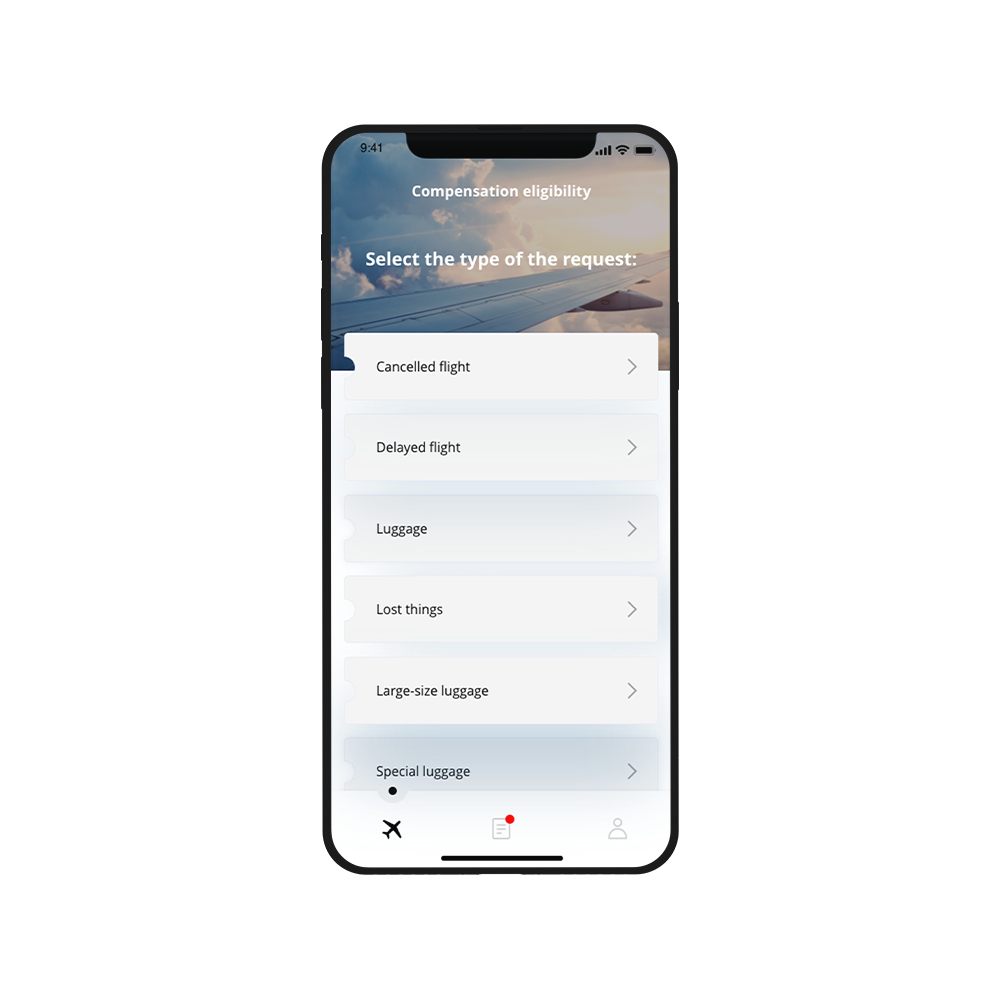 9:41
Compensation eligibility
Select the type of the request:
Cancelled flight
Delayed flight
Luggage
Lost things
Large-size luggage
Special luggage